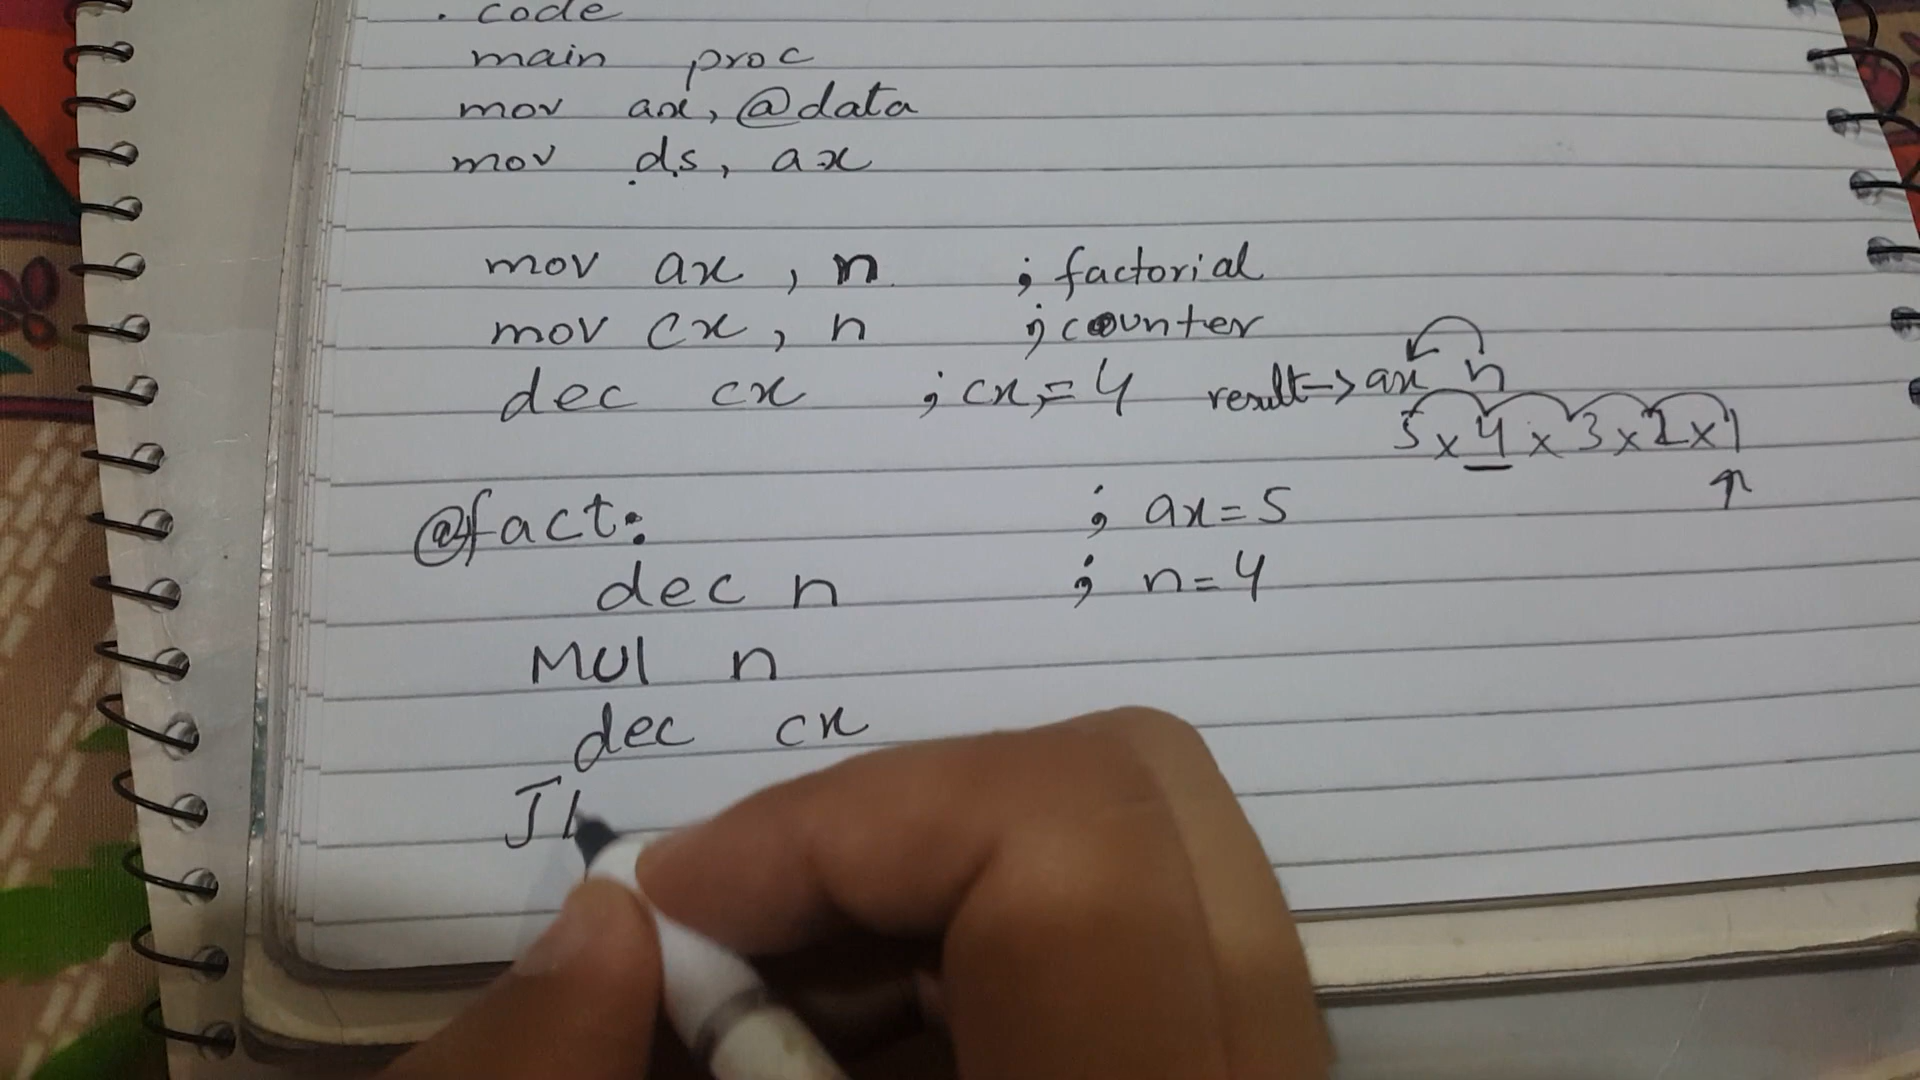 . code
main proc
mov ax, @data
mov ds, ax
mov ax, n ; factorial
mov cx, n ; counter
dec cx ; cx = 4 result -> ax n
5 x 4 x 3 x 2 x 1
@fact: ; ax = 5
dec n ; n = 4
MUL n
dec cx
J